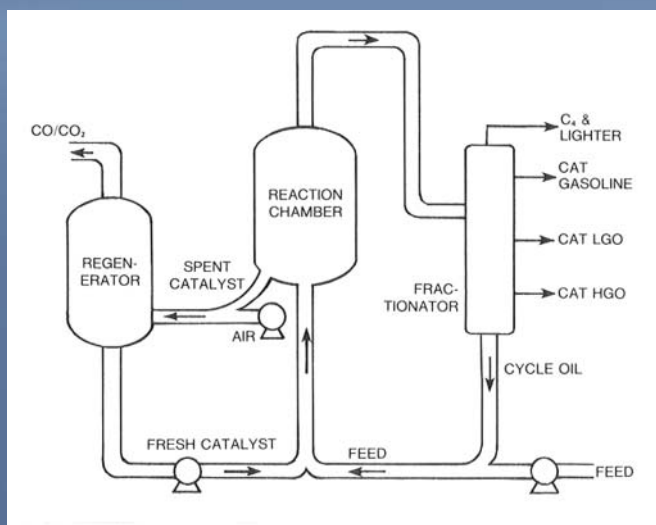 CO/CO₂
REGEN-
ERATOR
SPENT
CATALYST
AIR
REACTION
CHAMBER
FRAC-
TIONATOR
C₄ &
LIGHTER
CAT
GASOLINE
CAT LGO
CAT HGO
CYCLE OIL
FRESH CATALYST
FEED
FEED